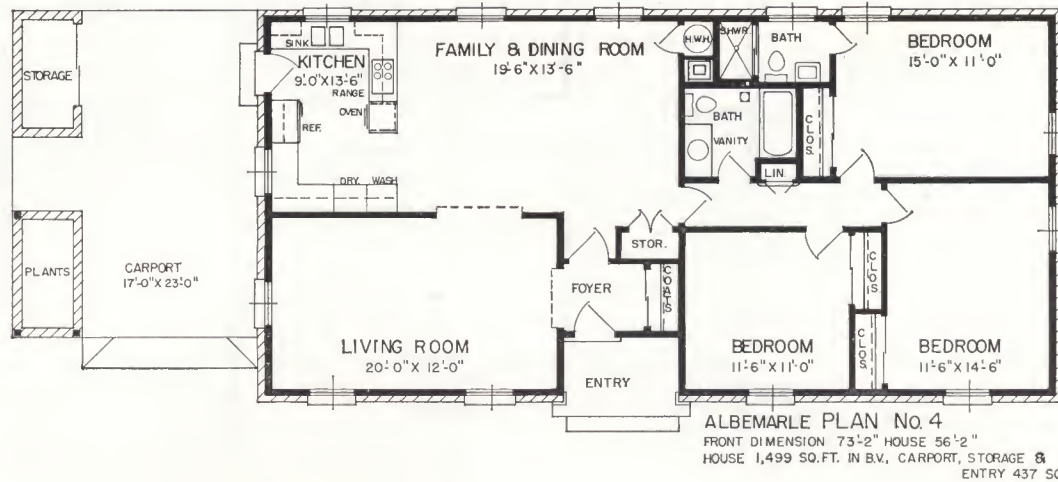 STORAGE
SINK
KITCHEN
9'-0"X13'-6"
RANGE
OVEN
REF.
DRY. WASH
FAMILY & DINING ROOM
19'-6"X13'-6"
H.W.H.
SHWR.
BATH
BEDROOM
15'-0" X 11'-0"
BATH
VANITY
CLOS.
LIN.
PLANTS
CARPORT
17'-0"X 23'-0"
STOR.
FOYER
COATS
CLOS
CLOS.
LIVING ROOM
20'-0" X 12'-0"
ENTRY
BEDROOM
11'-6"X 11'-0"
BEDROOM
11'-6"X 14'-6"
ALBEMARLE PLAN No. 4
FRONT DIMENSION 73'-2" HOUSE 56'-2"
HOUSE 1,499 SQ.FT. IN B.V., CARPORT, STORAGE &
ENTRY 437 SQ